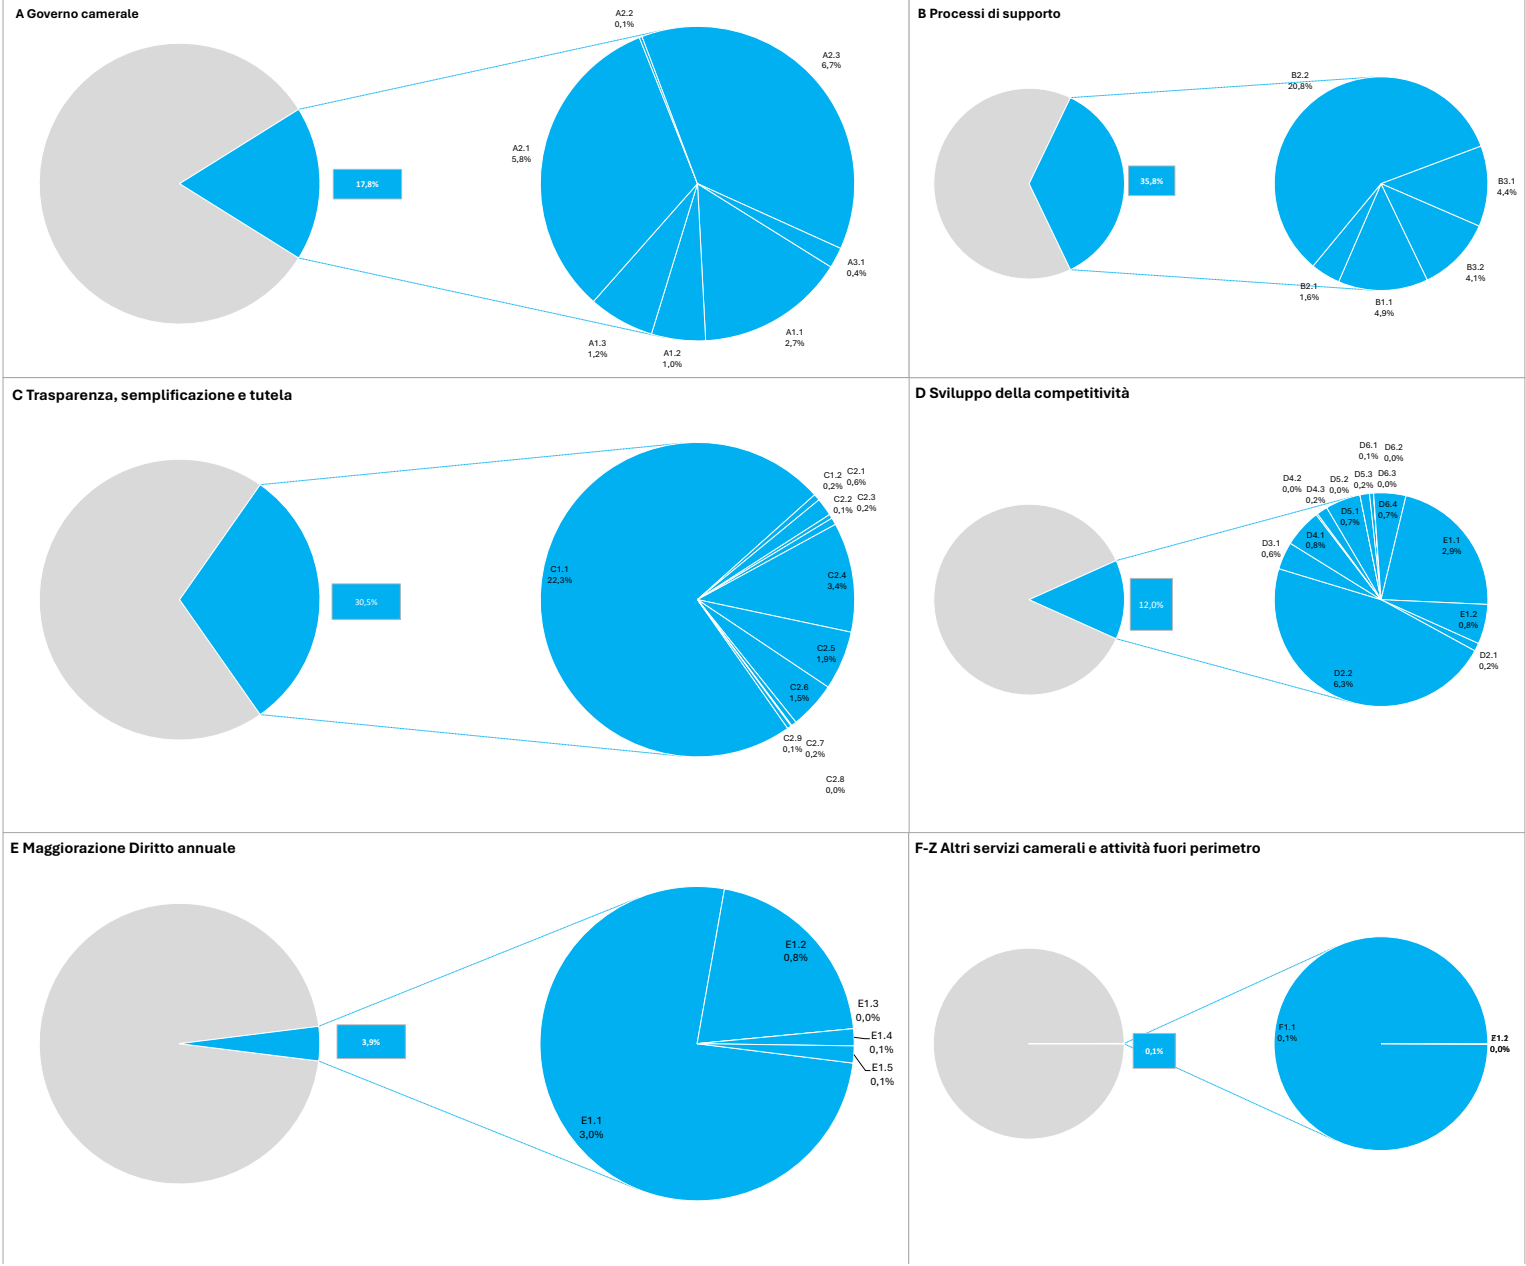 A Governo camerale
A2.2
0,1%
A2.3
6,7%
A2.1
5,8%
17,8%
A3.1
0,4%
A1.1
2,7%
A1.3
1,2%
A1.2
1,0%
B Processi di supporto
B2.2
20,8%
35,8%
B3.1
4,4%
B3.2
4,1%
B2.1
1,6%
B1.1
4,9%
C Trasparenza, semplificazione e tutela
C1.2
0,2%
C2.1
0,6%
C2.2
0,1%
C2.3
0,2%
C1.1
22,3%
C2.4
3,4%
30,5%
C2.5
1,9%
C2.6
1,5%
C2.9
0,1%
C2.7
0,2%
C2.8
0,0%
D Sviluppo della competitività
D6.1
0,1%
D6.2
0,0%
D4.2
0,0%
D4.3
0,2%
D5.2
0,0%
D5.3
0,2%
D6.3
0,0%
D5.1
0,7%
D6.4
0,7%
D3.1
0,6%
D4.1
0,8%
E1.1
2,9%
12,0%
E1.2
0,8%
D2.1
0,2%
D2.2
6,3%
E Maggiorazione Diritto annuale
E1.2
0,8%
E1.3
0,0%
E1.4
0,1%
3,9%
E1.5
0,1%
E1.1
3,0%
F-Z Altri servizi camerali e attività fuori perimetro
F1.1
0,1%
0,1%
0,0%